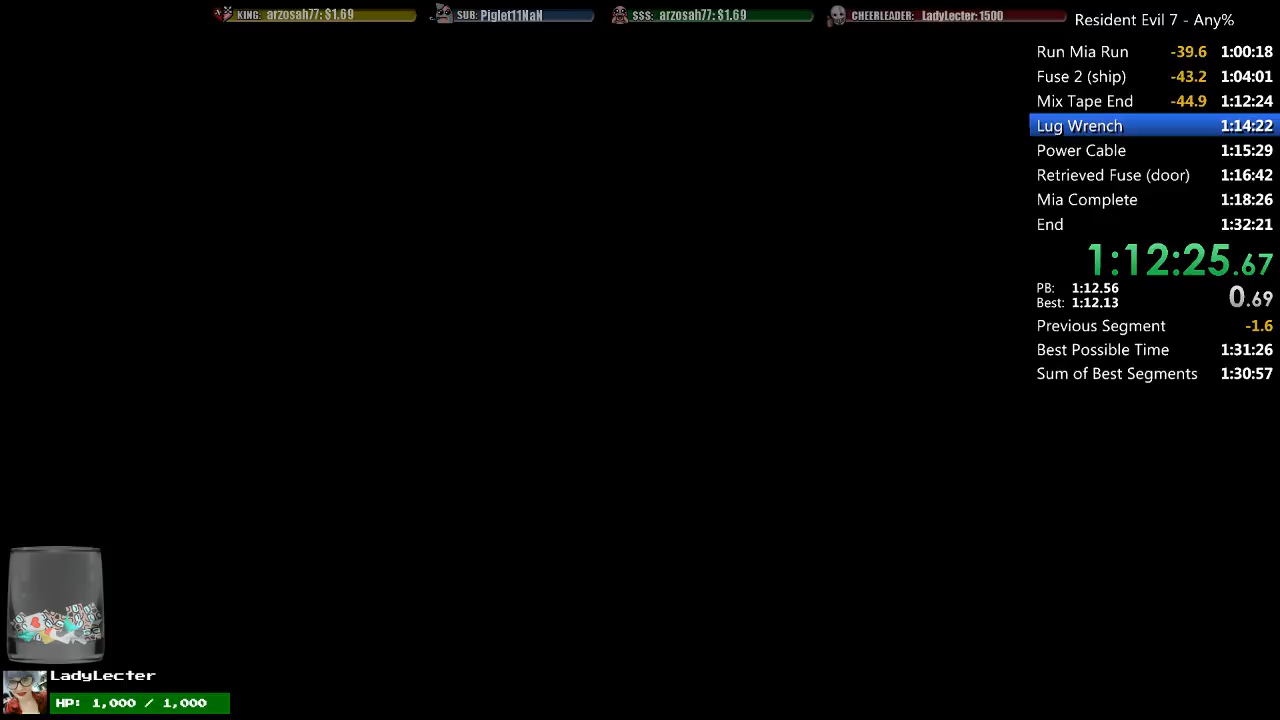 KING: arzosah77: $1.69
SUB: Piglet11NaN
$$$: arzosah77: $1.69
CHEERLEADER: LadyLecter: 1500
Resident Evil 7 - Any%
Run Mia Run -39.6 1:00:18
Fuse 2 (ship) -43.2 1:04:01
Mix Tape End -44.9 1:12:24
Lug Wrench 1:14:22
Power Cable 1:15:29
Retrieved Fuse (door) 1:16:42
Mia Complete 1:18:26
End 1:32:21
1:12:25.67
PB: 1:12.56
Best: 1:12.13
0.69
Previous Segment -1.6
Best Possible Time 1:31:26
Sum of Best Segments 1:30:57
LadyLecter
HP: 1,000 / 1,000